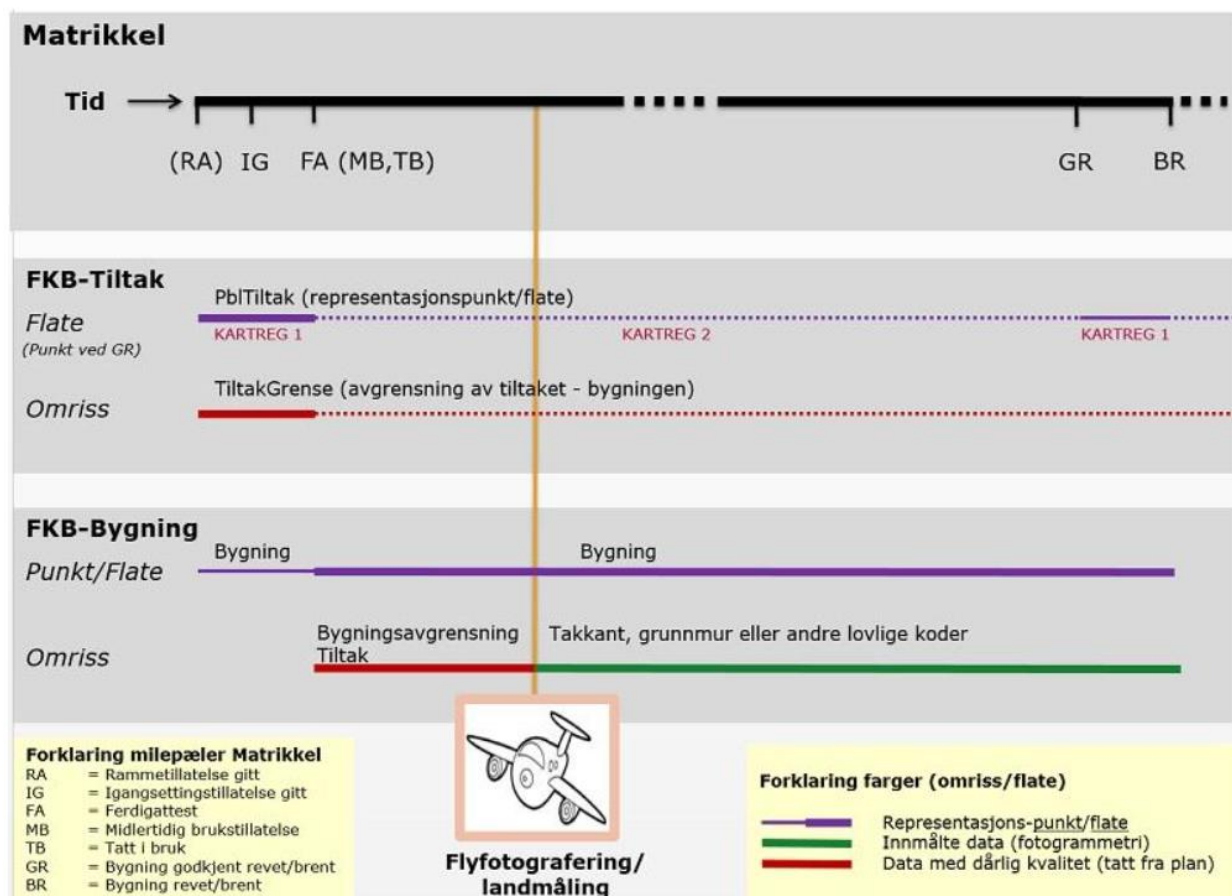 Matrikkel
Tid
(RA) IG FA (MB,TB) GR BR
FKB-Tiltak
PblTiltak (representasjonspunkt/flate)
Flate
(Punkt ved GR)
KARTREG 1 KARTREG 2 KARTREG 1
TiltakGrense (avgrensning av tiltaket - bygningen)
Omriss
FKB-Bygning
Bygning Bygning
Punkt/Flate
Bygningsavgrensning
Tiltak
Takkant, grunnmur eller andre lovlige koder
Omriss
Forklaring milepæler Matrikkel
RA = Rammetillatelse gitt
IG = Igangsettingstillatelse gitt
FA = Ferdigattest
MB = Midlertidig brukstillatelse
TB = Tatt i bruk
GR = Bygning godkjent revet/brent
BR = Bygning revet/brent
Flyfotografering/
landmåling
Forklaring farger (omriss/flate)
Representasjons-punkt/flate
Innmålte data (fotogrammetri)
Data med dårlig kvalitet (tatt fra plan)